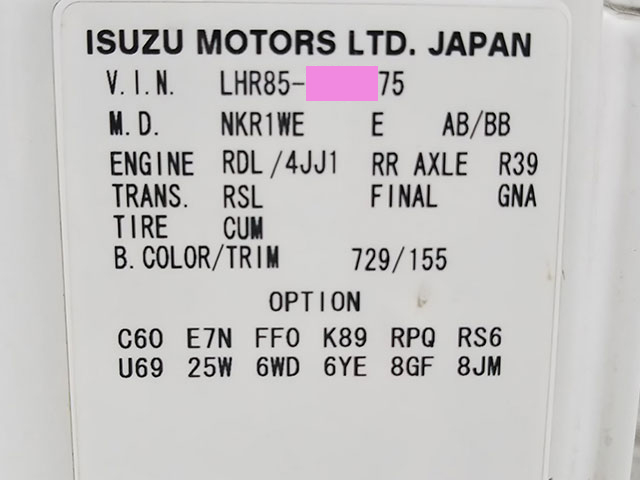 ISUZU MOTORS LTD. JAPAN
V.I.N. LHR85- 75
M.D. NKR1WE E AB/BB
ENGINE RDL/4JJ1 RR AXLE R39
TRANS. RSL FINAL GNA
TIRE CUM
B.COLOR/TRIM 729/155
OPTION
C60 E7N FF0 K89 RPQ RS6
U69 25W 6WD 6YE 8GF 8JM